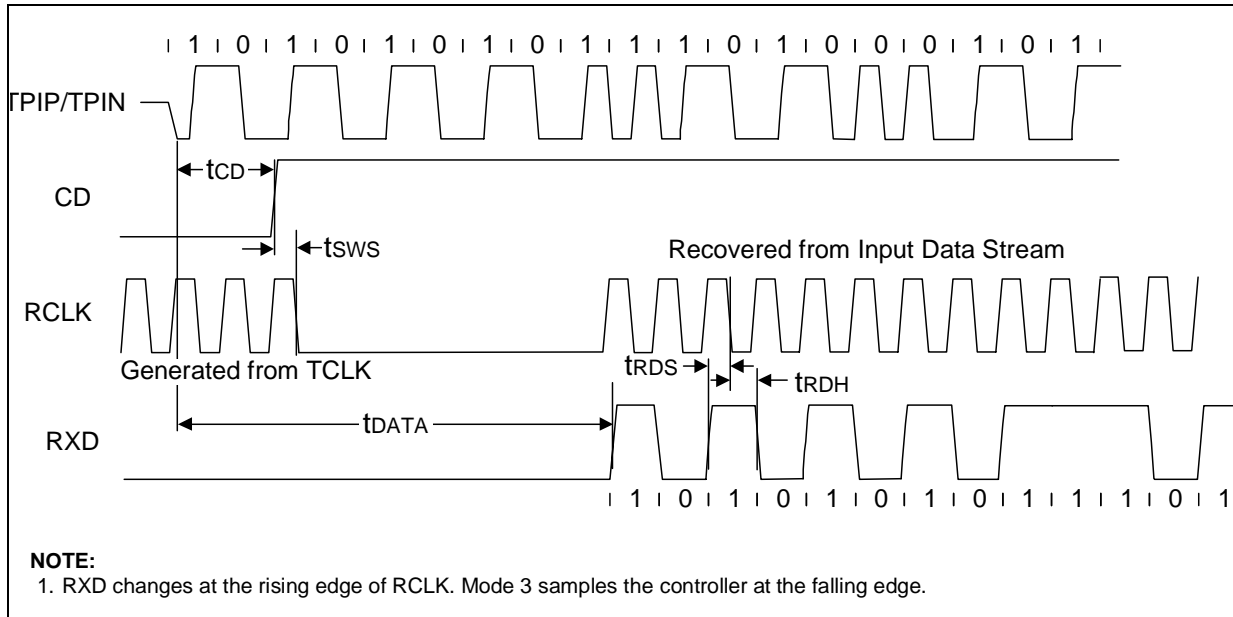 1 0 1 0 1 0 1 0 1 1 1 0 1 0 0 0 1 0 1
TPIP/TPIN
tCD
CD
tSWS
Recovered from Input Data Stream
RCLK
Generated from TCLK
tRDS
tRDH
tDATA
RXD
1 0 1 0 1 0 1 0 1 1 1 0 1
NOTE:
1. RXD changes at the rising edge of RCLK. Mode 3 samples the controller at the falling edge.